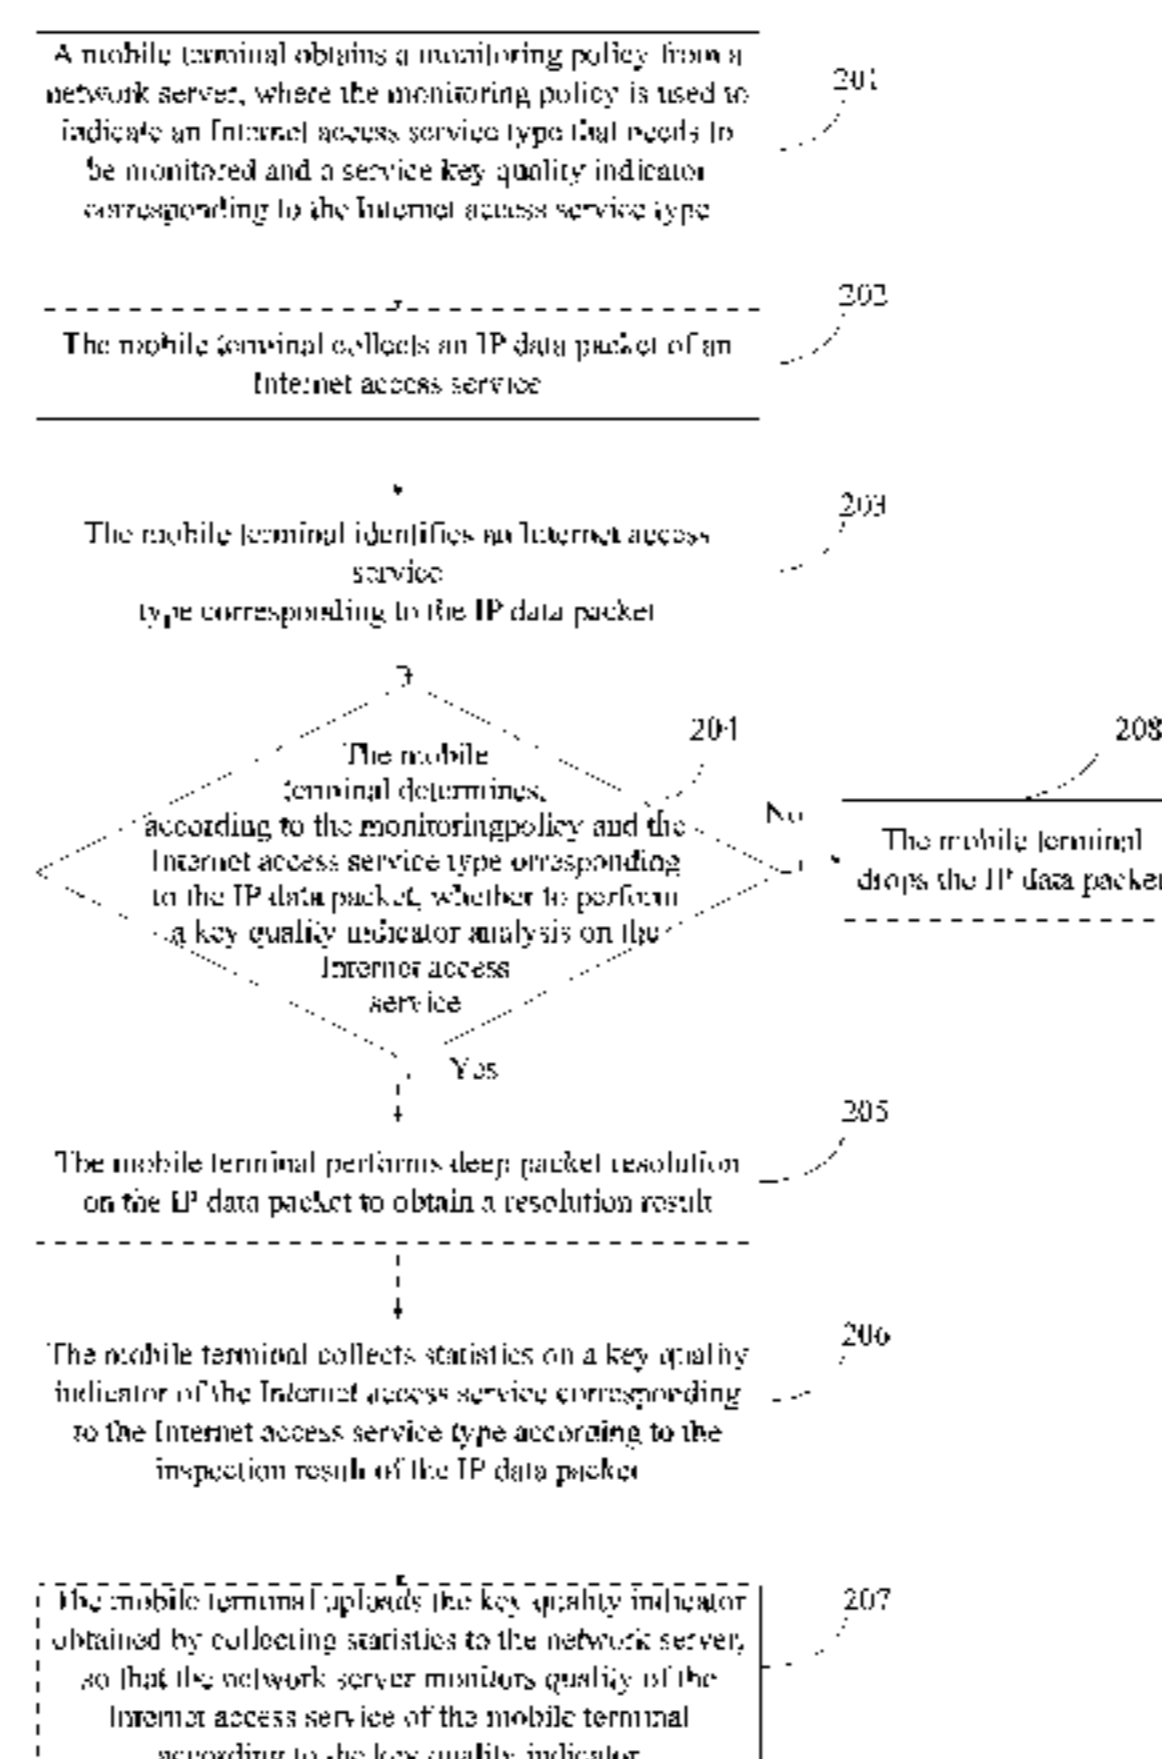 A mobile terminal obtains a monitoring policy from a
network server, where the monitoring policy is used to
indicate an Internet access service type that needs to
be monitored and a service key quality indicator
corresponding to the Internet access service type
201
202
The mobile terminal collects an IP data packet of an
Internet access service
203
The mobile terminal identifies an Internet access
service
type corresponding to the IP data packet
204
208
The mobile
terminal determines,
according to the monitoringpolicy and the
Internet access service type orresponding
to the IP data packet, whether to perform
a key quality indicator analysis on the
Internet access
service
No
The mobile terminal
drops the IP data packet
Yes
205
The mobile terminal performs deep packet resolution
on the IP data packet to obtain a resolution result
206
The mobile terminal collects statistics on a key quality
indicator of the Internet access service corresponding
to the Internet access service type according to the
inspection result of the IP data packet
207
The mobile terminal uploads the key quality indicator
obtained by collecting statistics to the network server,
so that the network server monitors quality of the
Internet access service of the mobile terminal
according to the key quality indicator